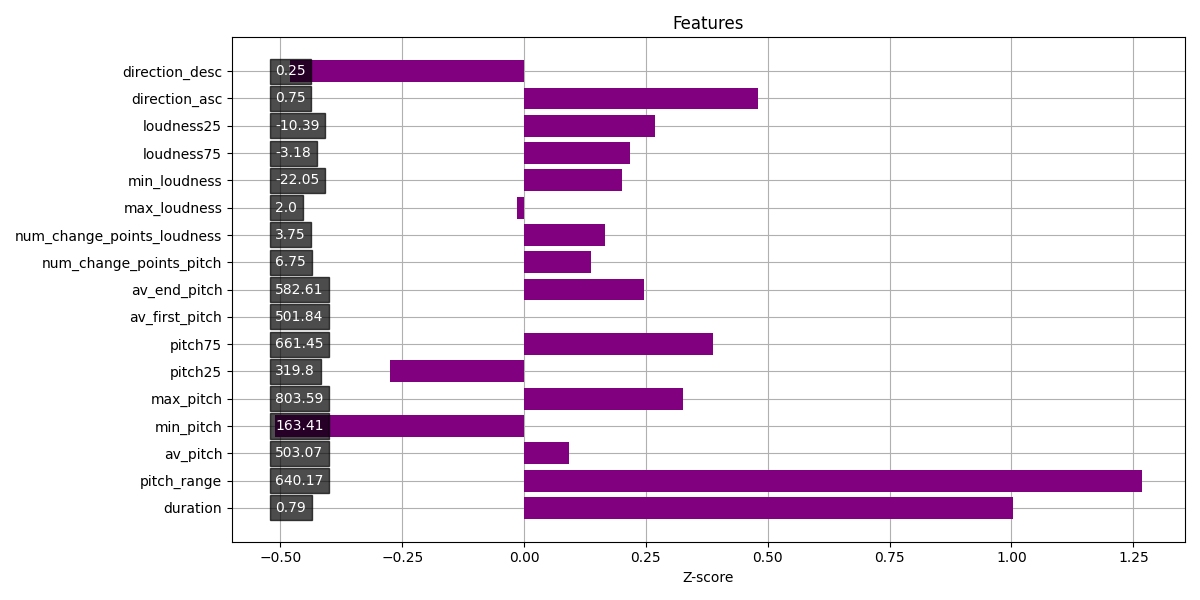 Features
direction_desc 0.25
direction_asc 0.75
loudness25 -10.39
loudness75 -3.18
min_loudness -22.05
max_loudness 2.0
num_change_points_loudness 3.75
num_change_points_pitch 6.75
av_end_pitch 582.61
av_first_pitch 501.84
pitch75 661.45
pitch25 319.8
max_pitch 803.59
min_pitch 163.41
av_pitch 503.07
pitch_range 640.17
duration 0.79
−0.50 −0.25 0.00 0.25 0.50 0.75 1.00 1.25
Z-score